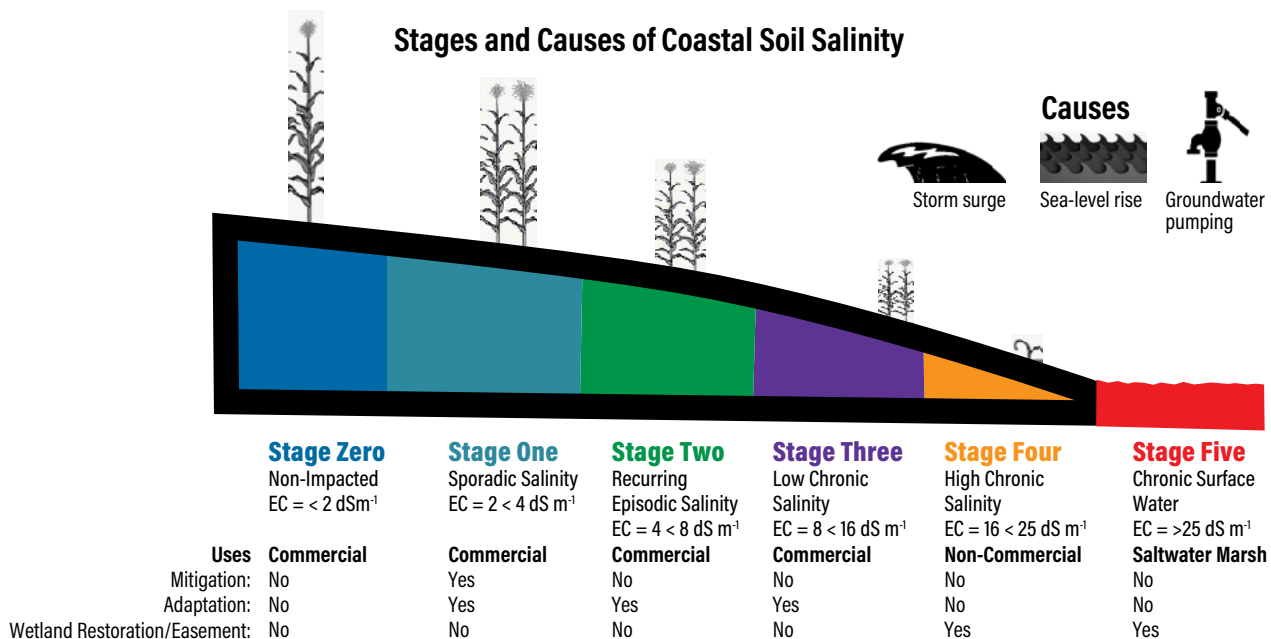 Stages and Causes of Coastal Soil Salinity
Causes
Storm surge
Sea-level rise
Groundwater
pumping
Stage Zero
Non-Impacted
EC = < 2 dSm⁻¹
Stage One
Sporadic Salinity
EC = 2 < 4 dS m⁻¹
Stage Two
Recurring
Episodic Salinity
EC = 4 < 8 dS m⁻¹
Stage Three
Low Chronic
Salinity
EC = 8 < 16 dS m⁻¹
Stage Four
High Chronic
Salinity
EC = 16 < 25 dS m⁻¹
Stage Five
Chronic Surface
Water
EC = >25 dS m⁻¹
Uses Commercial Commercial Commercial Commercial Non-Commercial Saltwater Marsh
Mitigation: No Yes No No No No
Adaptation: No Yes Yes Yes No No
Wetland Restoration/Easement: No No No No Yes Yes